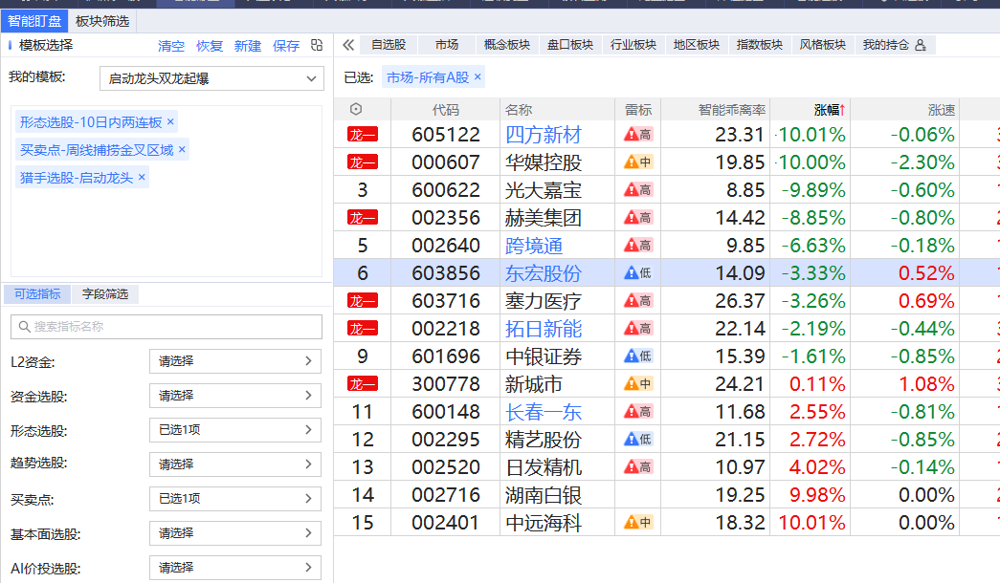 智能盯盘 板块筛选
模板选择 清空 恢复 新建 保存
我的模板: 启动龙头双龙起爆
形态选股-10日内两连板 ×
买卖点-周线捕捞金叉区域 ×
猎手选股-启动龙头 ×
可选指标 字段筛选
搜索指标名称
L2资金: 请选择
资金选股: 请选择
形态选股: 已选1项
趋势选股: 请选择
买卖点: 已选1项
基本面选股: 请选择
AI价投选股: 请选择
自选股 市场 概念板块 盘口板块 行业板块 地区板块 指数板块 风格板块 我的持仓
已选: 市场-所有A股 ×
代码 名称 雷标 智能乖离率 涨幅↑ 涨速
龙一 605122 四方新材 高 23.31 -10.01% -0.06%
龙一 000607 华媒控股 中 19.85 -10.00% -2.30%
3 600622 光大嘉宝 高 8.85 -9.89% -0.60%
龙一 002356 赫美集团 高 14.42 -8.85% -0.80%
5 002640 跨境通 高 9.85 -6.63% -0.18%
6 603856 东宏股份 低 14.09 -3.33% 0.52%
龙一 603716 塞力医疗 高 26.37 -3.26% 0.69%
龙一 002218 拓日新能 高 22.14 -2.19% -0.44%
9 601696 中银证券 低 15.39 -1.61% -0.85%
龙一 300778 新城市 中 24.21 0.11% 1.08%
11 600148 长春一东 高 11.68 2.55% -0.81%
12 002295 精艺股份 低 21.15 2.72% -0.85%
13 002520 日发精机 高 10.97 4.02% -0.14%
14 002716 湖南白银 19.25 9.98% 0.00%
15 002401 中远海科 中 18.32 10.01% 0.00%